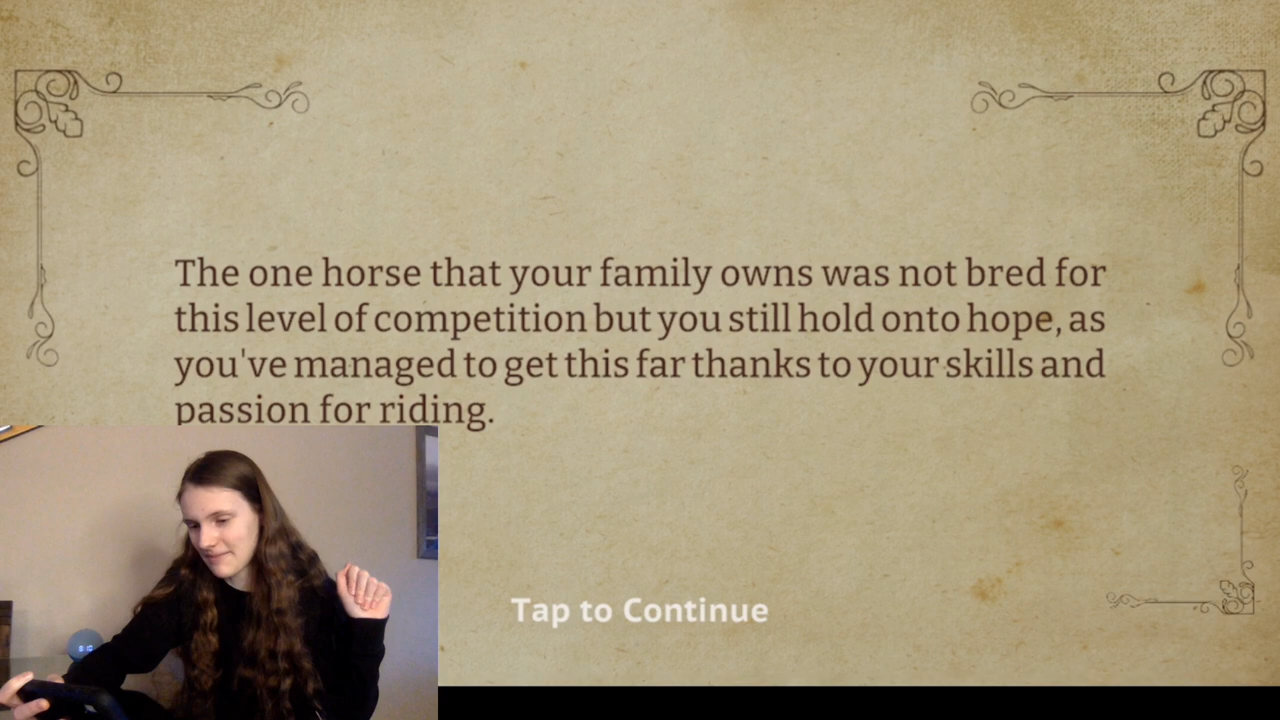 The one horse that your family owns was not bred for
this level of competition but you still hold onto hope, as
you've managed to get this far thanks to your skills and
passion for riding.
Tap to Continue